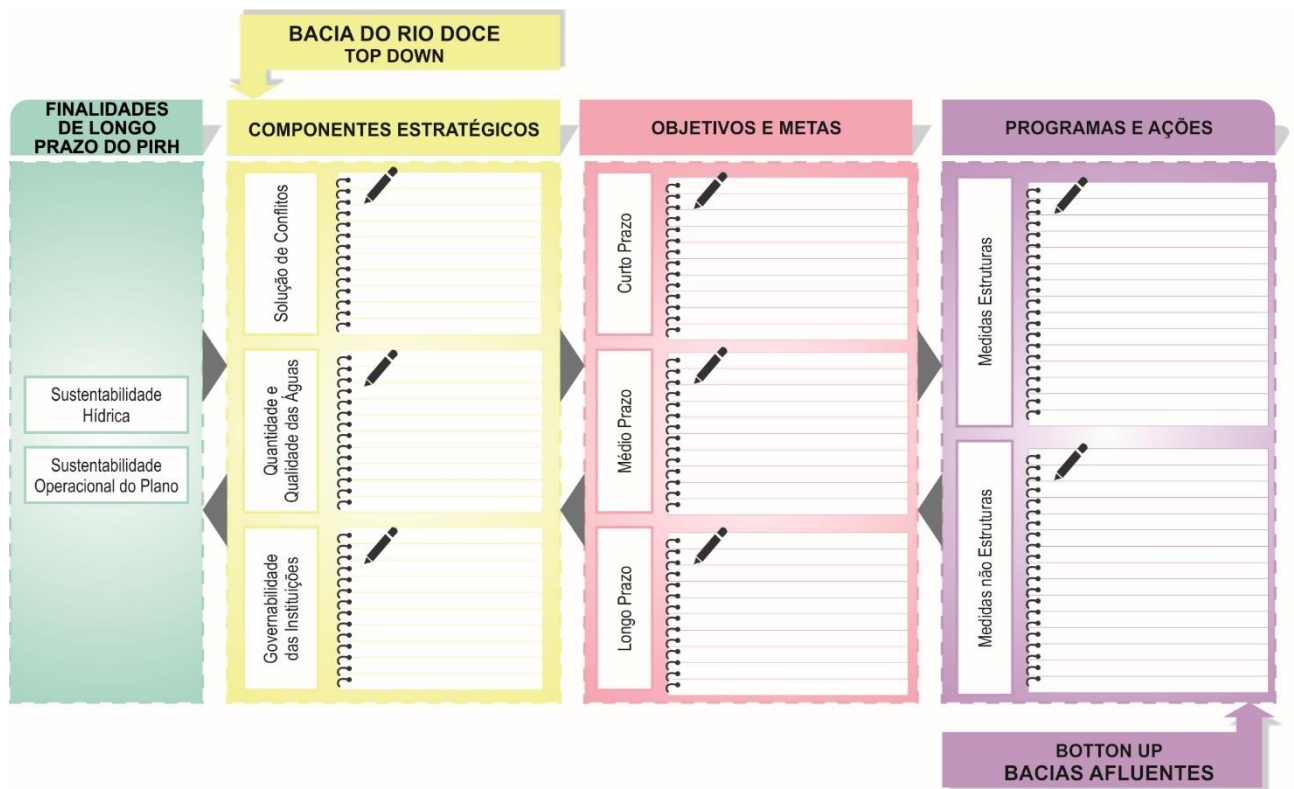 BACIA DO RIO DOCE
TOP DOWN
FINALIDADES
DE LONGO
PRAZO DO PIRH
COMPONENTES ESTRATÉGICOS
OBJETIVOS E METAS
PROGRAMAS E AÇÕES
Sustentabilidade
Hídrica
Sustentabilidade
Operacional do Plano
Solução de Conflitos
Quantidade e
Qualidade das Águas
Governabilidade
das Instituições
Curto Prazo
Médio Prazo
Longo Prazo
Medidas Estruturas
Medidas não Estruturas
BOTTON UP
BACIAS AFLUENTES